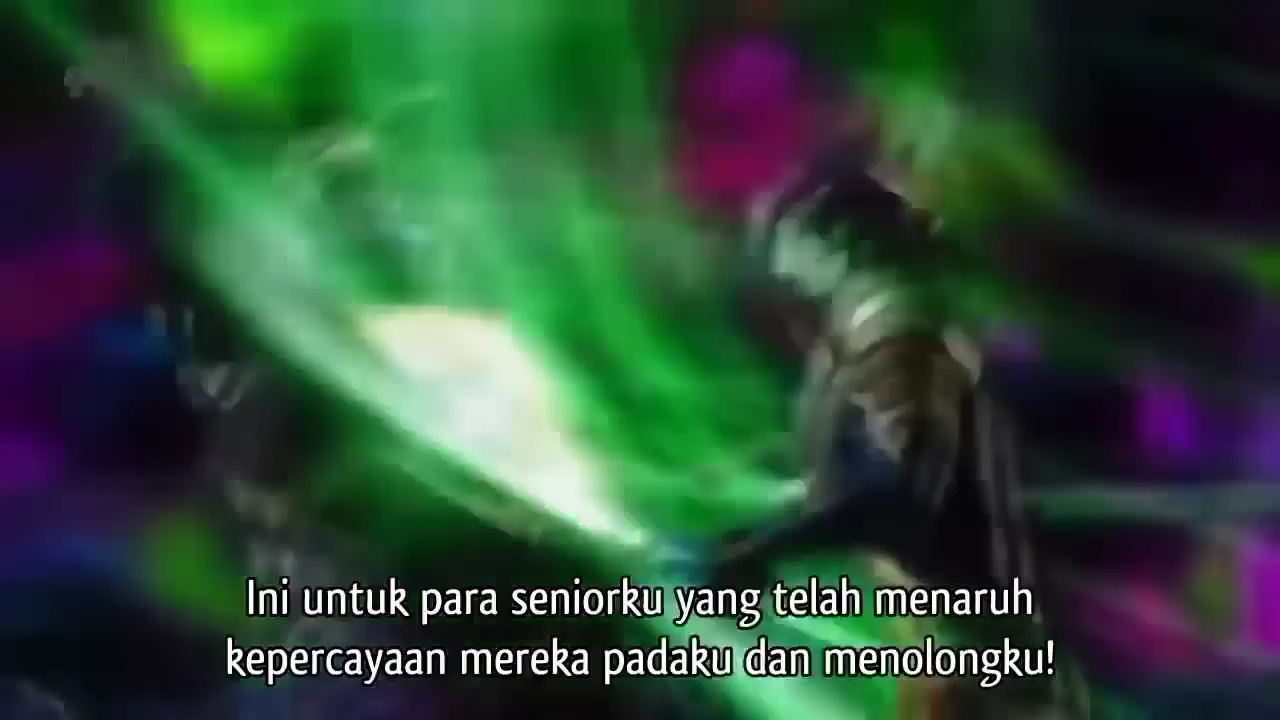 Ini untuk para seniorku yang telah menaruh
kepercayaan mereka padaku dan menolongku!